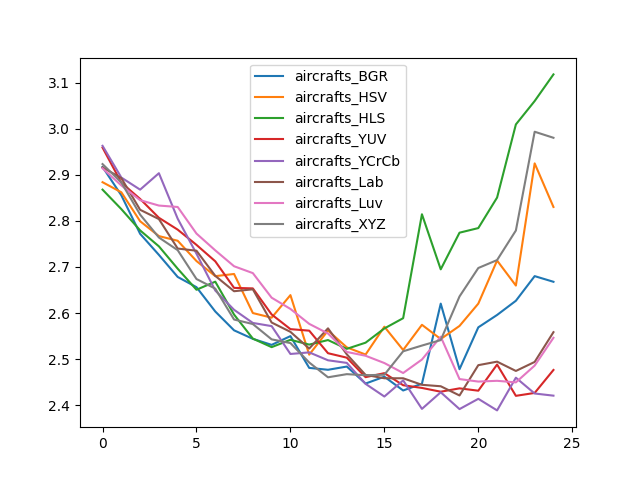 3.1
3.0
2.9
2.8
2.7
2.6
2.5
2.4
0 5 10 15 20 25
aircrafts_BGR
aircrafts_HSV
aircrafts_HLS
aircrafts_YUV
aircrafts_YCrCb
aircrafts_Lab
aircrafts_Luv
aircrafts_XYZ